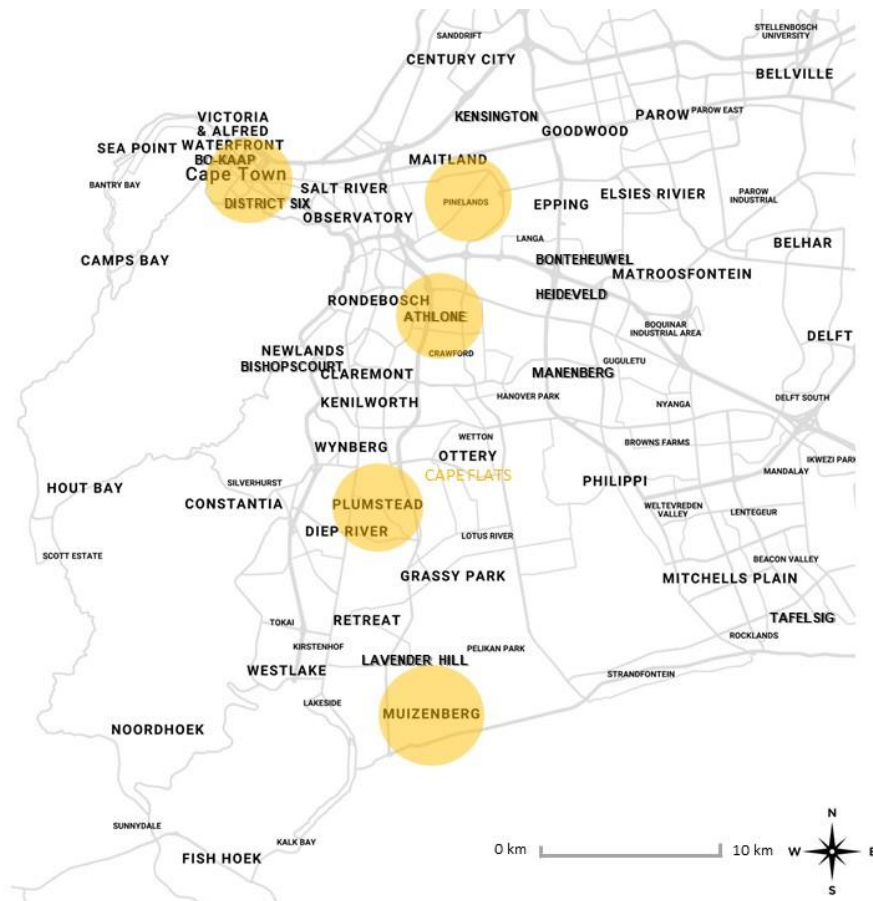 SANDDRIFT
STELLENBOSCH
UNIVERSITY
CENTURY CITY
BELLVILLE
VICTORIA
& ALFRED
WATERFRONT
KENSINGTON
PAROW
PAROW EAST
GOODWOOD
SEA POINT
BO-KAAP
MAITLAND
Cape Town
BANTRY BAY
SALT RIVER
DISTRICT SIX
PINELANDS
EPPING
ELSIES RIVIER
PAROW
INDUSTRIAL
OBSERVATORY
LANGA
BELHAR
CAMPS BAY
BONTEHEUWEL
MATROOSFONTEIN
RONDEBOSCH
HEIDEVELD
ATHLONE
BOQUINAR
INDUSTRIAL AREA
DELFT
NEWLANDS
BISHOPSCOURT
CRAWFORD
CLAREMONT
MANENBERG
GUGULETU
KENILWORTH
HANOVER PARK
NYANGA
DELFT SOUTH
WYNBERG
WETTON
OTTERY
BROWNS FARMS
IKWEZI PARK
MANDALAY
CAPE FLATS
HOUT BAY
SILVERHURST
PHILIPPI
CONSTANTIA
PLUMSTEAD
WELTEVREDEN
VALLEY
LENTEGEUR
DIEP RIVER
LOTUS RIVER
SCOTT ESTATE
BEACON VALLEY
GRASSY PARK
MITCHELLS PLAIN
TOKAI
RETREAT
TAFELSIG
ROCKLANDS
KIRSTENHOF
PELIKAN PARK
LAVENDER HILL
WESTLAKE
STRANDFONTEIN
LAKESIDE
MUIZENBERG
NOORDHOEK
SUNNYDALE
KALK BAY
FISH HOEK
0 km
10 km
N
W
E
S